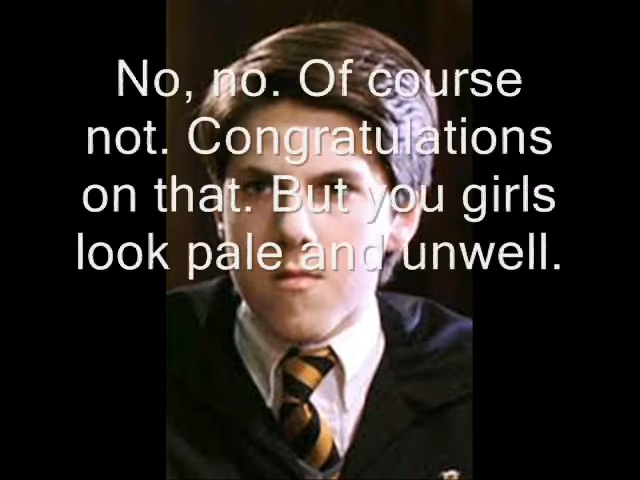 No, no. Of course
not. Congratulations
on that. But you girls
look pale and unwell.